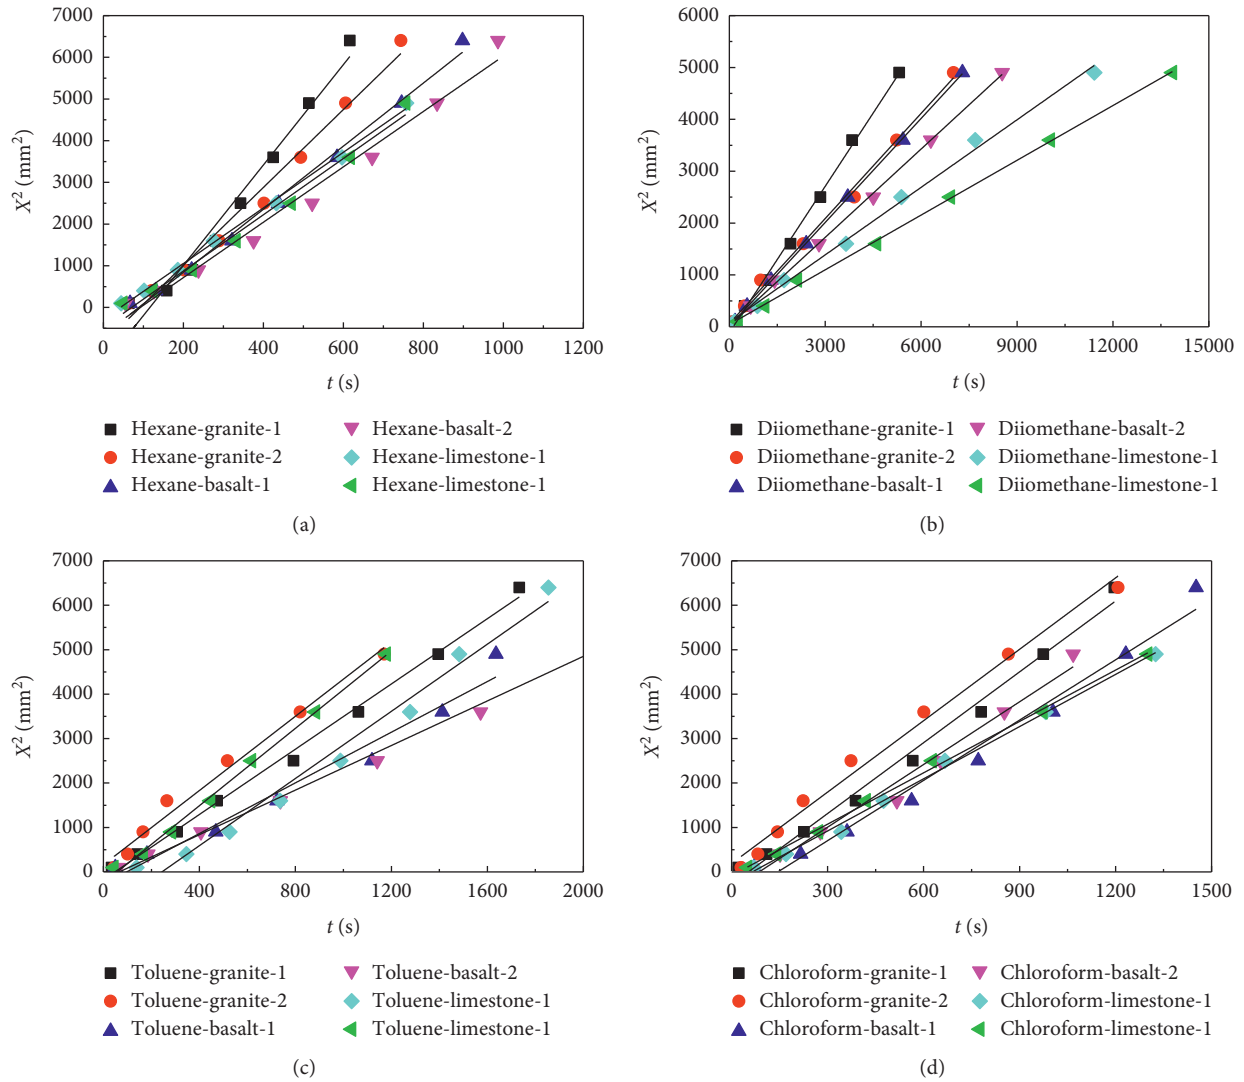 7000
6000
5000
4000
3000
2000
1000
0
X² (mm²)
0 200 400 600 800 1000 1200
t (s)
Hexane-granite-1 Hexane-basalt-2
Hexane-granite-2 Hexane-limestone-1
Hexane-basalt-1 Hexane-limestone-1
(a)
6000
5000
4000
3000
2000
1000
0
X² (mm²)
0 3000 6000 9000 12000 15000
t (s)
Diiomethane-granite-1 Diiomethane-basalt-2
Diiomethane-granite-2 Diiomethane-limestone-1
Diiomethane-basalt-1 Diiomethane-limestone-1
(b)
7000
6000
5000
4000
3000
2000
1000
0
X² (mm²)
0 400 800 1200 1600 2000
t (s)
Toluene-granite-1 Toluene-basalt-2
Toluene-granite-2 Toluene-limestone-1
Toluene-basalt-1 Toluene-limestone-1
(c)
7000
6000
5000
4000
3000
2000
1000
0
X² (mm²)
0 300 600 900 1200 1500
t (s)
Chloroform-granite-1 Chloroform-basalt-2
Chloroform-granite-2 Chloroform-limestone-1
Chloroform-basalt-1 Chloroform-limestone-1
(d)